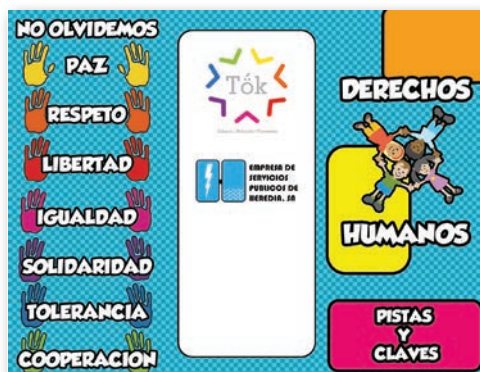 NO OLVIDEMOS
PAZ
RESPETO
LIBERTAD
IGUALDAD
SOLIDARIDAD
TOLERANCIA
COOPERACION
Tók
EMPRESA DE
SERVICIOS
PUBLICOS DE
HEREDIA, SA
DERECHOS
HUMANOS
PISTAS
Y
CLAVES